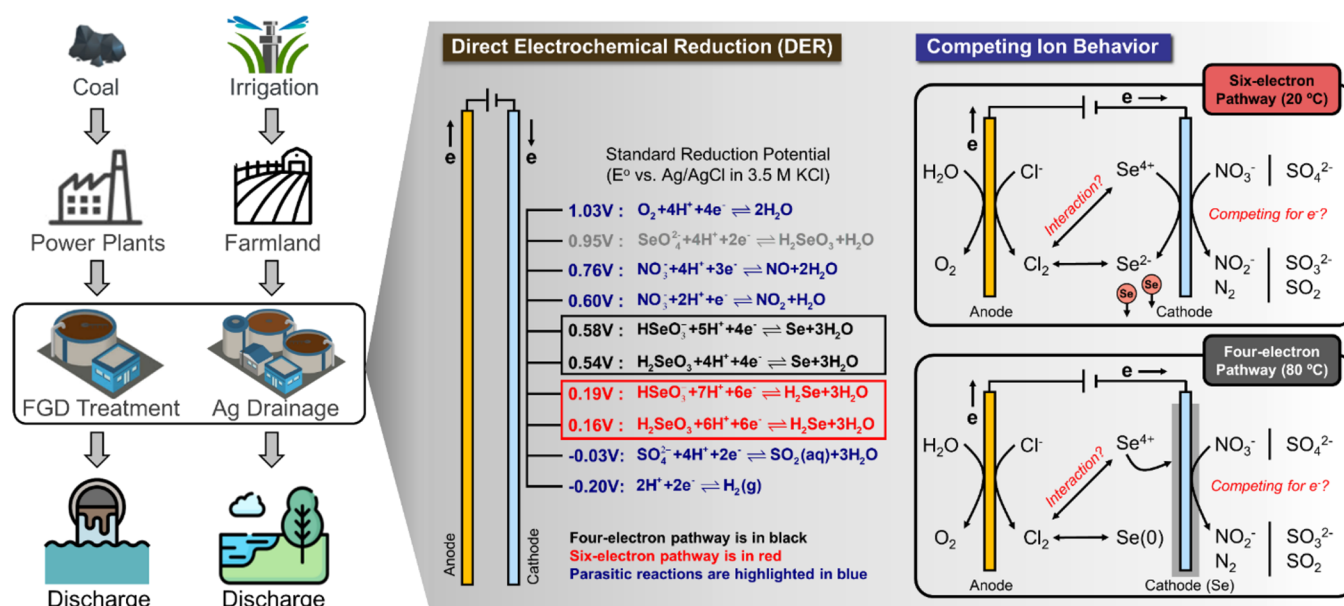 Coal
Irrigation
Power Plants
Farmland
FGD Treatment
Ag Drainage
Discharge
Discharge
Direct Electrochemical Reduction (DER)
e
e
Standard Reduction Potential
(Eº vs. Ag/AgCl in 3.5 M KCl)
1.03V : O₂+4H⁺+4e⁻ ⇌ 2H₂O
0.95V : SeO₄²⁻+4H⁺+2e⁻ ⇌ H₂SeO₃+H₂O
0.76V : NO₃⁻+4H⁺+3e⁻ ⇌ NO+2H₂O
0.60V : NO₃⁻+2H⁺+e⁻ ⇌ NO₂+H₂O
0.58V : HSeO₃⁻+5H⁺+4e⁻ ⇌ Se+3H₂O
0.54V : H₂SeO₃+4H⁺+4e⁻ ⇌ Se+3H₂O
0.19V : HSeO₃⁻+7H⁺+6e⁻ ⇌ H₂Se+3H₂O
0.16V : H₂SeO₃+6H⁺+6e⁻ ⇌ H₂Se+3H₂O
-0.03V: SO₄²⁻+4H⁺+2e⁻ ⇌ SO₂(aq)+3H₂O
-0.20V: 2H⁺+2e⁻ ⇌ H₂(g)
Four-electron pathway is in black
Six-electron pathway is in red
Parasitic reactions are highlighted in blue
Anode
Cathode
Competing Ion Behavior
Six-electron
Pathway (20 ºC)
e
e
H₂O
Cl⁻
Se⁴⁺
NO₃⁻
SO₄²⁻
Interaction?
Competing for e⁻?
O₂
Cl₂
Se²⁻
NO₂⁻
SO₃²⁻
N₂
SO₂
Se
Se
Anode
Cathode
Four-electron
Pathway (80 ºC)
e
e
H₂O
Cl⁻
Se⁴⁺
NO₃⁻
SO₄²⁻
Interaction?
Competing for e⁻?
O₂
Cl₂
Se(0)
NO₂⁻
SO₃²⁻
N₂
SO₂
Anode
Cathode (Se)